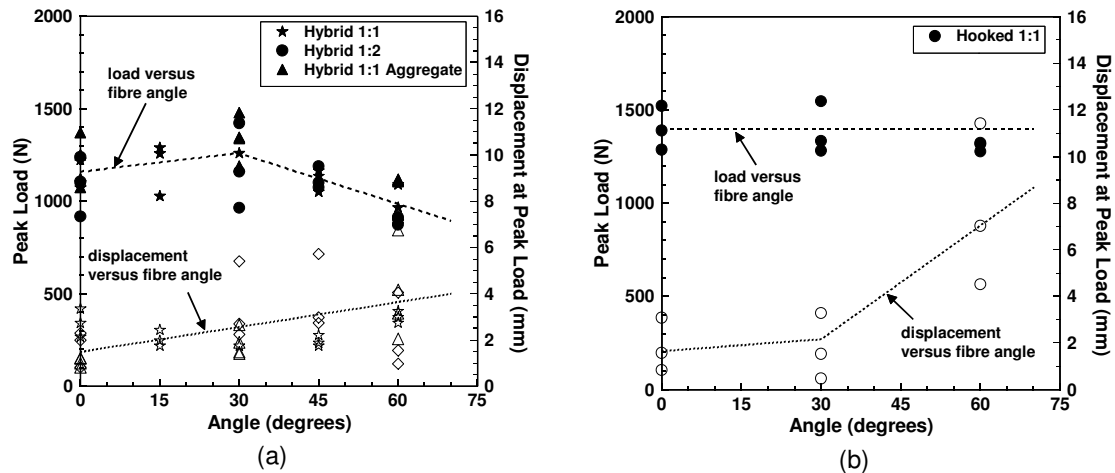 2000
1500
1000
500
0
Peak Load (N)
16
14
12
10
8
6
4
2
0
Displacement at Peak Load (mm)
Hybrid 1:1
Hybrid 1:2
Hybrid 1:1 Aggregate
load versus
fibre angle
displacement
versus fibre angle
0
15
30
45
60
75
Angle (degrees)
(a)
2000
1500
1000
500
0
Peak Load (N)
16
14
12
10
8
6
4
2
0
Displacement at Peak Load (mm)
Hooked 1:1
load versus
fibre angle
displacement
versus fibre angle
0
15
30
45
60
75
Angle (degrees)
(b)